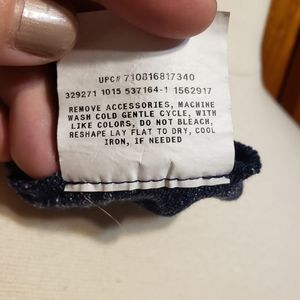 UPC# 710816817340
329271 1015 537164-1 1562917
REMOVE ACCESSORIES, MACHINE
WASH COLD GENTLE CYCLE, WITH
LIKE COLORS, DO NOT BLEACH,
RESHAPE LAY FLAT TO DRY, COOL
IRON, IF NEEDED